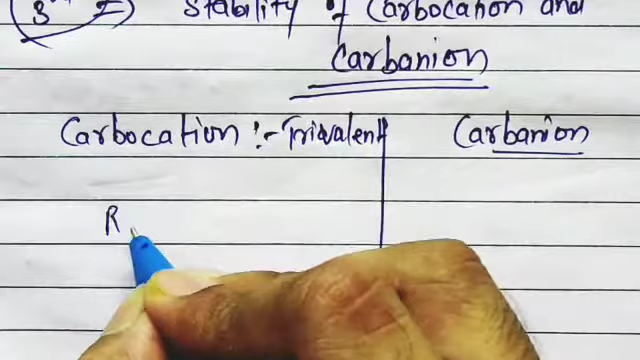 Stability of Carbocation and
Carbanion
Carbocation :- Trivalent
Carbanion
R